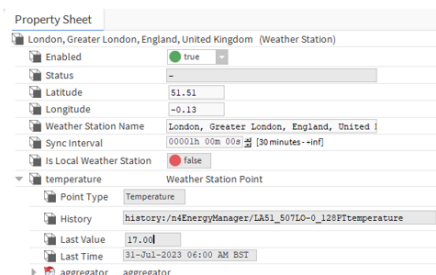 Property Sheet
London, Greater London, England, United Kingdom (Weather Station)
Enabled true
Status –
Latitude 51.51
Longitude -0.13
Weather Station Name London, Greater London, England, United
Sync Interval 00001h 00m 00s [30 minutes - +inf]
Is Local Weather Station false
temperature Weather Station Point
Point Type Temperature
History history:/n4EnergyManager/LA51_507LO-0_128PTtemperature
Last Value 17.00
Last Time 31-Jul-2023 06:00 AM BST
aggregator aggregator